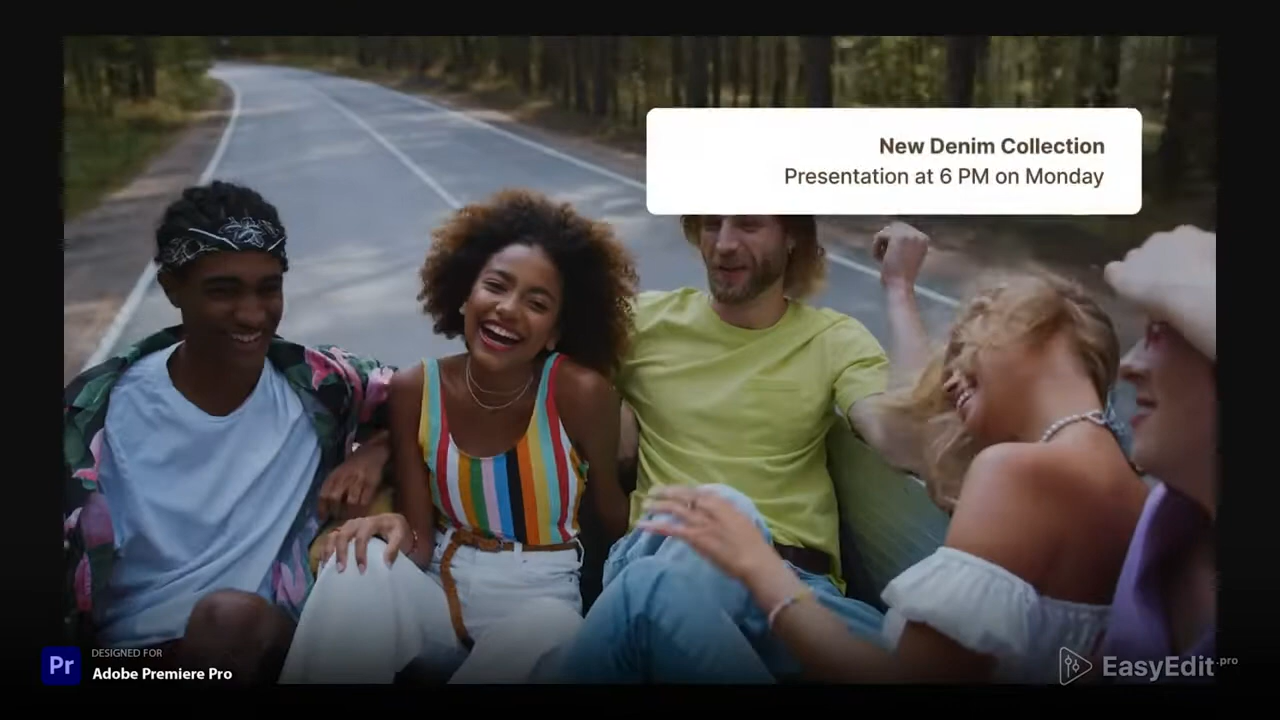 New Denim Collection
Presentation at 6 PM on Monday
Pr
DESIGNED FOR
Adobe Premiere Pro
EasyEdit.pro